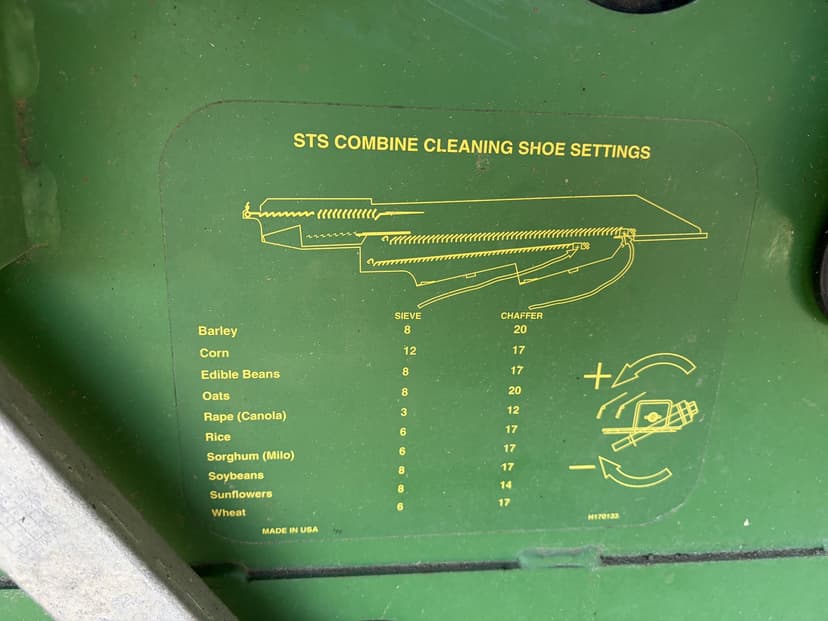 STS COMBINE CLEANING SHOE SETTINGS
SIEVE CHAFFER
Barley 8 20
Corn 12 17
Edible Beans 8 17
Oats 8 20
Rape (Canola) 3 12
Rice 6 17
Sorghum (Milo) 6 17
Soybeans 8 17
Sunflowers 8 14
Wheat 6 17
+
−
MADE IN USA
H170133